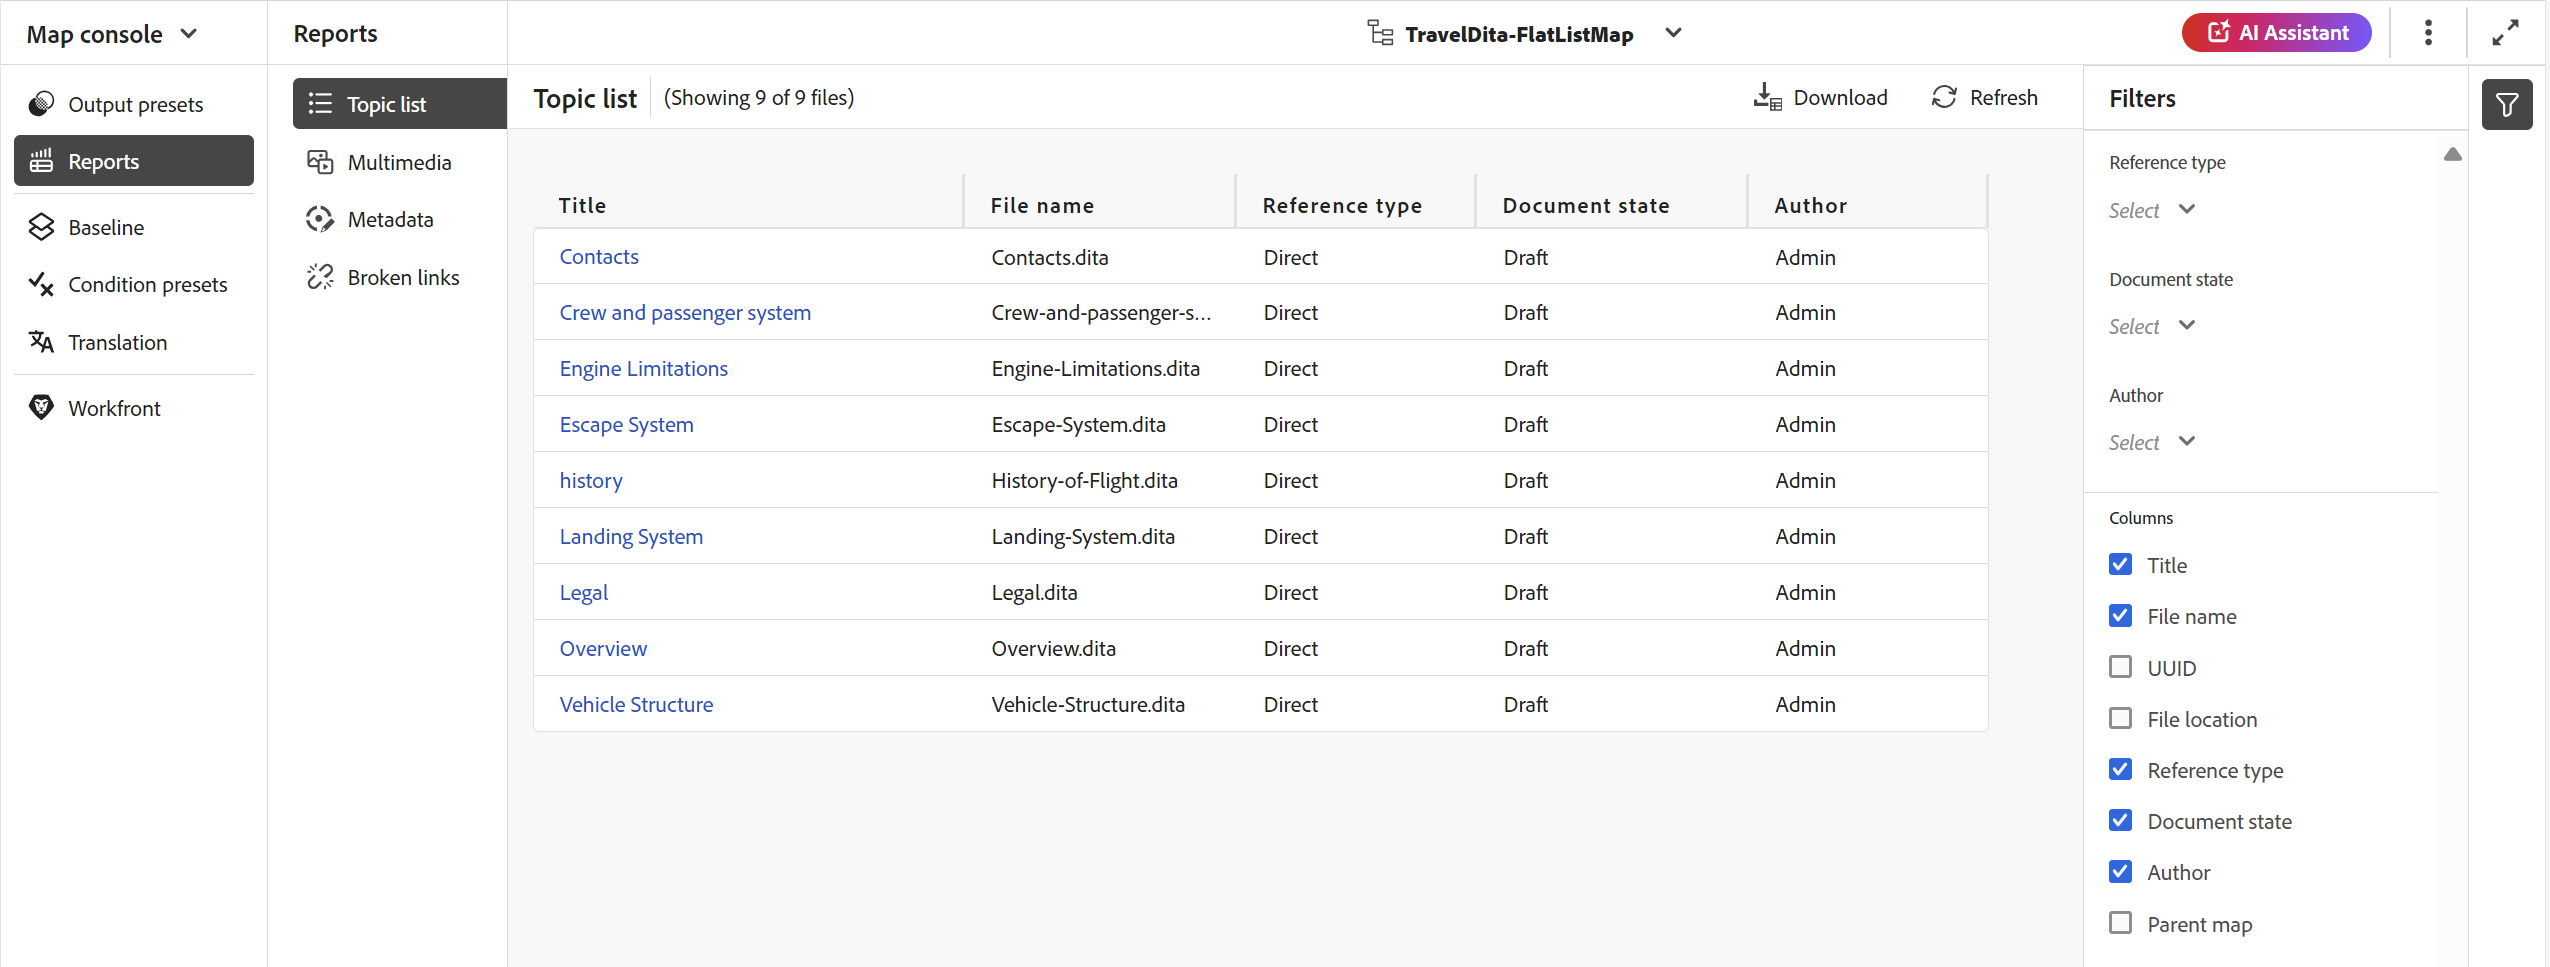 Map console
Reports
TravelDita-FlatListMap
AI Assistant
Output presets
Reports
Baseline
Condition presets
Translation
Workfront
Topic list
Multimedia
Metadata
Broken links
Topic list (Showing 9 of 9 files)
Download
Refresh
Title File name Reference type Document state Author
Contacts Contacts.dita Direct Draft Admin
Crew and passenger system Crew-and-passenger-s... Direct Draft Admin
Engine Limitations Engine-Limitations.dita Direct Draft Admin
Escape System Escape-System.dita Direct Draft Admin
history History-of-Flight.dita Direct Draft Admin
Landing System Landing-System.dita Direct Draft Admin
Legal Legal.dita Direct Draft Admin
Overview Overview.dita Direct Draft Admin
Vehicle Structure Vehicle-Structure.dita Direct Draft Admin
Filters
Reference type
Select
Document state
Select
Author
Select
Columns
Title
File name
UUID
File location
Reference type
Document state
Author
Parent map